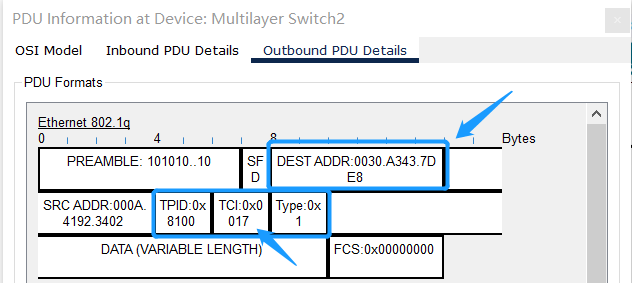 PDU Information at Device: Multilayer Switch2
OSI Model Inbound PDU Details Outbound PDU Details
PDU Formats
Ethernet 802.1q
0 4 8 Bytes
PREAMBLE: 101010..10
SF
D
DEST ADDR:0030.A343.7D
E8
SRC ADDR:000A.
4192.3402
TPID:0x
8100
TCI:0x0
017
Type:0x
1
DATA (VARIABLE LENGTH)
FCS:0x00000000